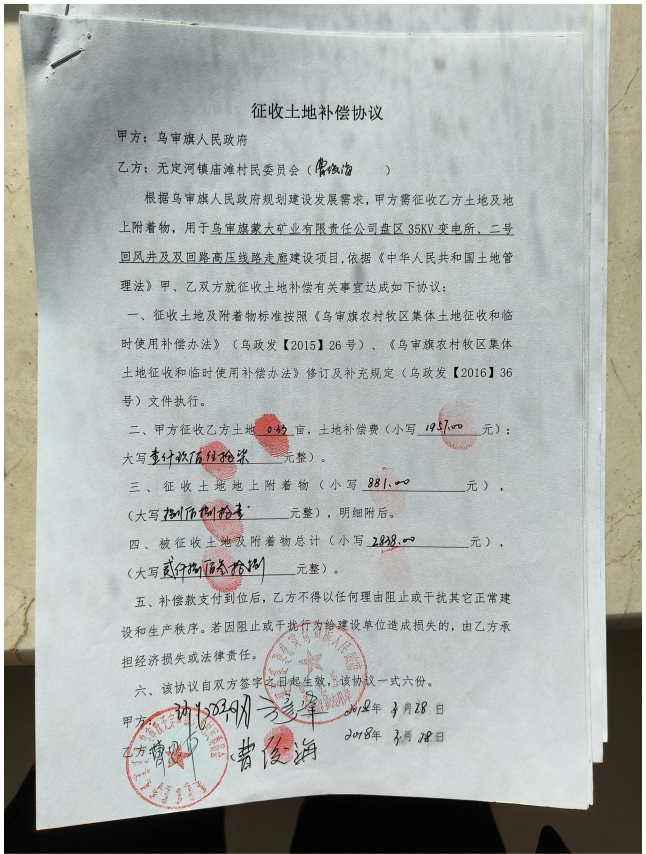 征收土地补偿协议
甲方：乌审旗人民政府
乙方：无定河镇庙滩村民委员会（曹俊海）
根据乌审旗人民政府规划建设发展需求，甲方需征收乙方土地及地
上附着物，用于乌审旗蒙大矿业有限责任公司盘区35KV变电所、二号
回风井及双回路高压线路走廊建设项目,依据《中华人民共和国土地管
理法》甲、乙双方就征收土地补偿有关事宜达成如下协议：
一、征收土地及附着物标准按照《乌审旗农村牧区集体土地征收和临
时使用补偿办法》（乌政发【2015】26号）、《乌审旗农村牧区集体
土地征收和临时使用补偿办法》修订及补充规定（乌政发【2016】36
号）文件执行。
二、甲方征收乙方土地 亩，土地补偿费（小写1957.00元）；
大写壹仟玖佰伍拾柒元整）。
三、征收土地地上附着物（小写881.00元），
（大写捌佰捌拾壹元整），明细附后。
四、被征收土地及附着物总计（小写2838.00元），
（大写贰仟捌佰叁拾捌元整）。
五、补偿款支付到位后，乙方不得以任何理由阻止或干扰其它正常建
设和生产秩序。若因阻止或干扰行为给建设单位造成损失的，由乙方承
担经济损失或法律责任。
六、该协议自双方签字之日起生效，该协议一式六份。
甲方： 2018年3月28日
乙方： 曹俊海 2018年3月28日